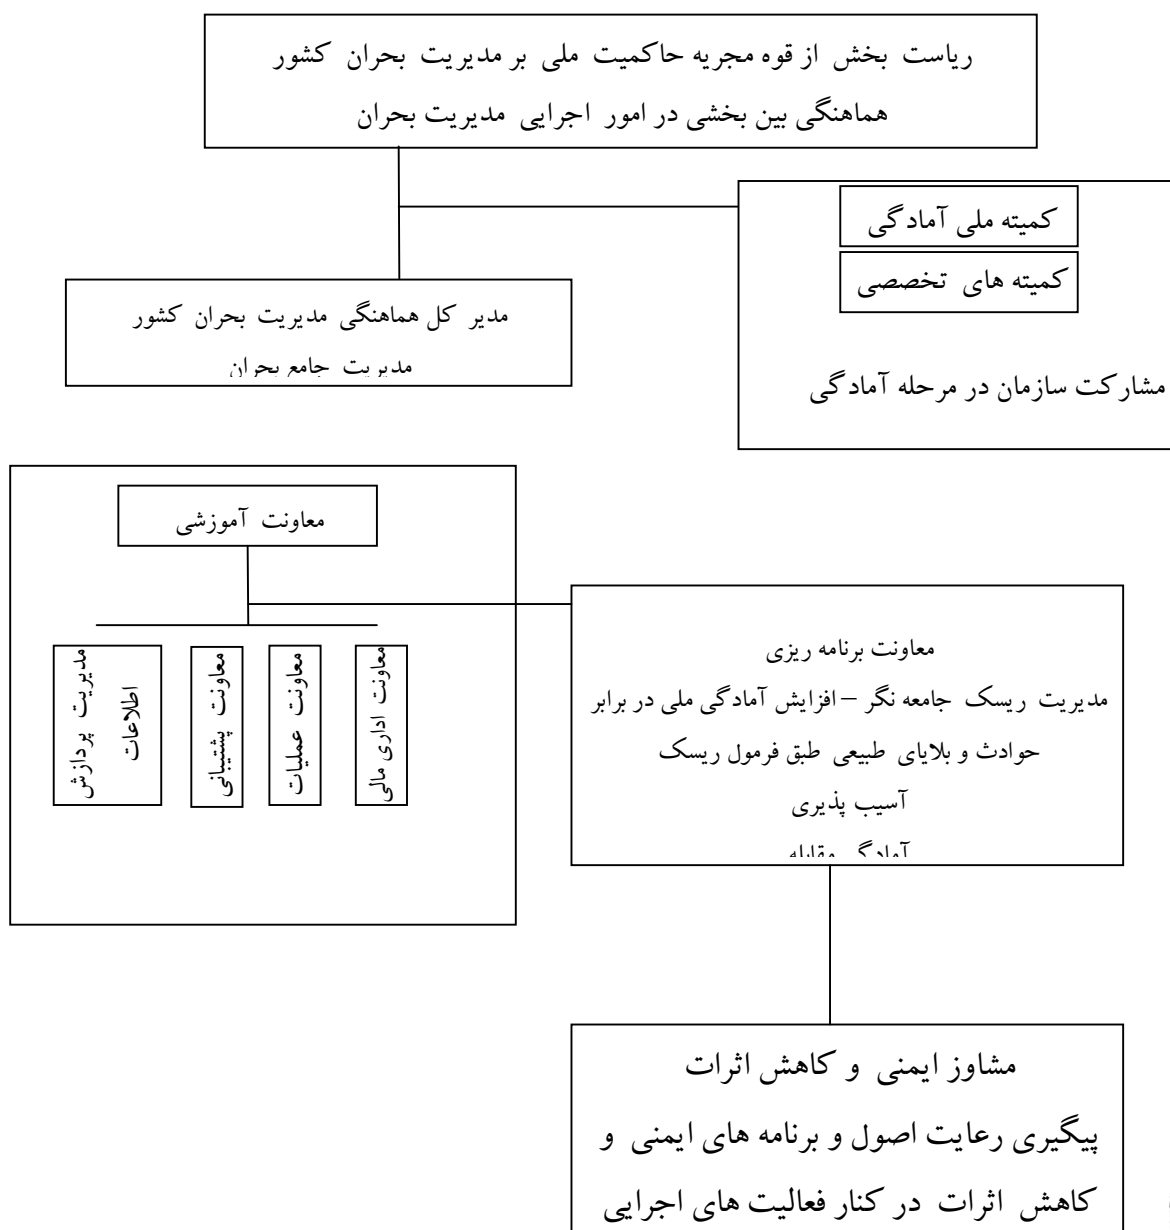 ریاست بخش از قوه مجریه حاکمیت ملی بر مدیریت بحران کشور
هماهنگی بین بخشی در امور اجرایی مدیریت بحران
کمیته ملی آمادگی
کمیته های تخصصی
مشارکت سازمان در مرحله آمادگی
مدیر کل هماهنگی مدیریت بحران کشور
مدیریت جامع بحران
معاونت آموزشی
معاونت اداری مالی
معاونت عملیات
معاونت پشتیبانی
مدیریت پردازش
اطلاعات
معاونت برنامه ریزی
مدیریت ریسک جامعه نگر – افزایش آمادگی ملی در برابر
حوادث و بلایای طبیعی طبق فرمول ریسک
آسیب پذیری
آمادگی مقابله
مشاوز ایمنی و کاهش اثرات
پیگیری رعایت اصول و برنامه های ایمنی و
کاهش اثرات در کنار فعالیت های اجرایی